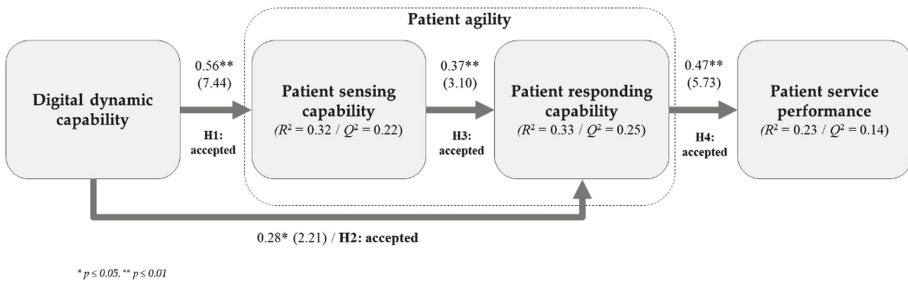 Patient agility
Digital dynamic
capability
0.56**
(7.44)
H1:
accepted
Patient sensing
capability
(R² = 0.32 / Q² = 0.22)
0.37**
(3.10)
H3:
accepted
Patient responding
capability
(R² = 0.33 / Q² = 0.25)
0.47**
(5.73)
H4:
accepted
Patient service
performance
(R² = 0.23 / Q² = 0.14)
0.28* (2.21) / H2: accepted
* p ≤ 0.05, ** p ≤ 0.01